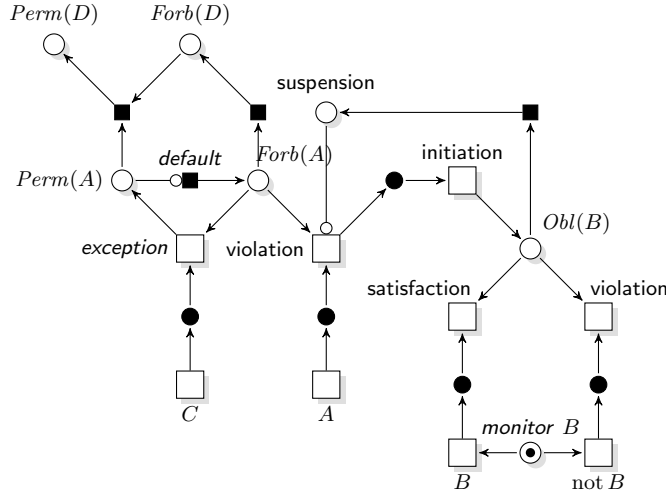 Perm(D) Forb(D)
suspension
default
Forb(A)
initiation
Perm(A)
Obl(B)
exception
violation
satisfaction
violation
C
A
monitor B
B
not B